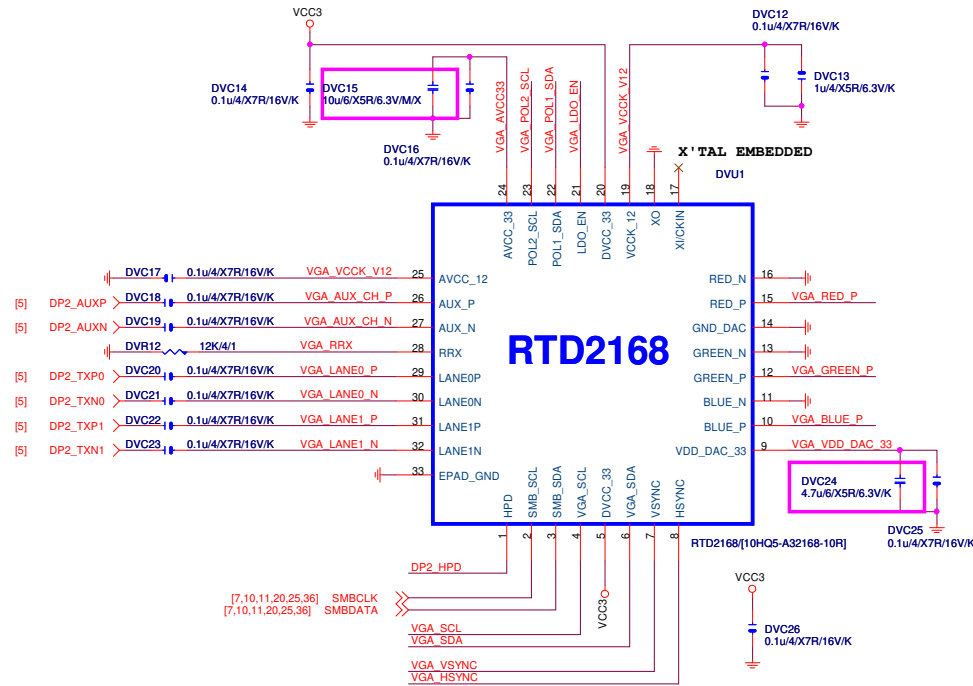 VCC3
DVC12
0.1u/4/X7R/16V/K
DVC14
0.1u/4/X7R/16V/K
DVC15
10u/6/X5R/6.3V/M/X
DVC13
1u/4/X5R/6.3V/K
DVC16
0.1u/4/X7R/16V/K
VGA_AVCC33
VGA_POL2_SCL
VGA_POL1_SDA
VGA_LDO_EN
VGA_VCCK_V12
X'TAL EMBEDDED
DVU1
24
23
22
21
20
19
18
17
AVCC_33
POL2_SCL
POL1_SDA
LDO_EN
DVCC_33
VCCK_12
XO
XI/CKIN
DVC17 0.1u/4/X7R/16V/K VGA_VCCK_V12 25 AVCC_12
[5] DP2_AUXP DVC18 0.1u/4/X7R/16V/K VGA_AUX_CH_P 26 AUX_P
[5] DP2_AUXN DVC19 0.1u/4/X7R/16V/K VGA_AUX_CH_N 27 AUX_N
DVR12 12K/4/1 VGA_RRX 28 RRX
[5] DP2_TXP0 DVC20 0.1u/4/X7R/16V/K VGA_LANE0_P 29 LANE0P
[5] DP2_TXN0 DVC21 0.1u/4/X7R/16V/K VGA_LANE0_N 30 LANE0N
[5] DP2_TXP1 DVC22 0.1u/4/X7R/16V/K VGA_LANE1_P 31 LANE1P
[5] DP2_TXN1 DVC23 0.1u/4/X7R/16V/K VGA_LANE1_N 32 LANE1N
33 EPAD_GND
RTD2168
RED_N 16
RED_P 15 VGA_RED_P
GND_DAC 14
GREEN_N 13
GREEN_P 12 VGA_GREEN_P
BLUE_N 11
BLUE_P 10 VGA_BLUE_P
VDD_DAC_33 9 VGA_VDD_DAC_33
DVC24
4.7u/6/X5R/6.3V/K
DVC25
0.1u/4/X7R/16V/K
HPD
SMB_SCL
SMB_SDA
VGA_SCL
DVCC_33
VGA_SDA
VSYNC
HSYNC
1
2
3
4
5
6
7
8
RTD2168/[10HQ5-A32168-10R]
DP2_HPD
[7,10,11,20,25,36] SMBCLK
[7,10,11,20,25,36] SMBDATA
VCC3
VGA_SCL
VGA_SDA
VGA_VSYNC
VGA_HSYNC
VCC3
DVC26
0.1u/4/X7R/16V/K